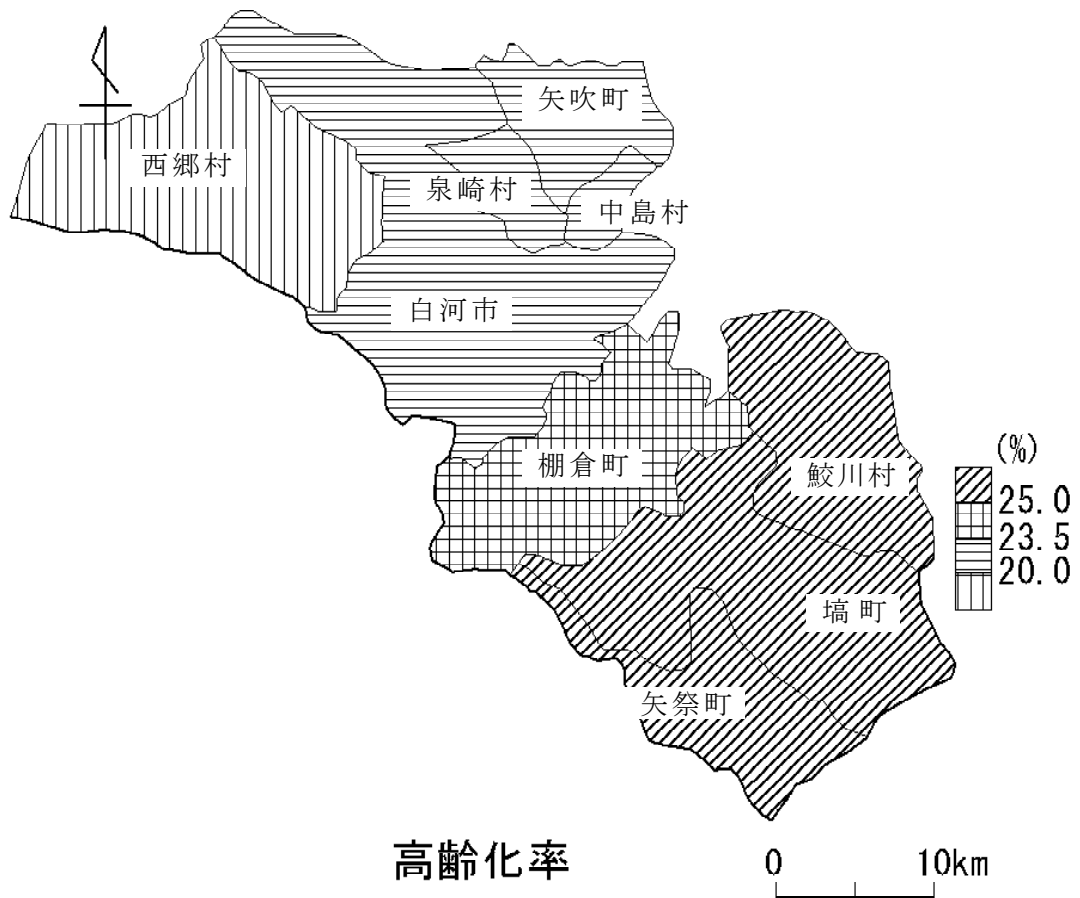 矢吹町
西郷村
泉崎村
中島村
白河市
棚倉町
鮫川村
(%)
25.0
23.5
20.0
塙町
矢祭町
高齢化率
0 10km